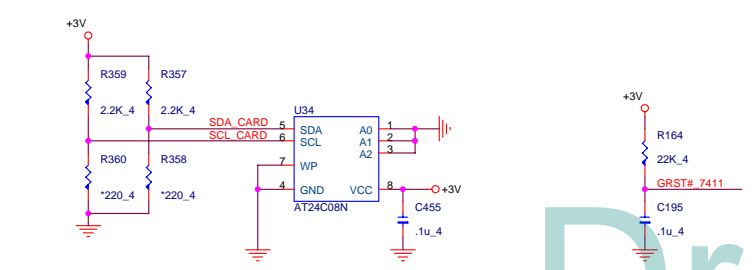 +3V
R359
R357
2.2K_4
2.2K_4
SDA_CARD
SCL_CARD
R360
R358
*220_4
*220_4
U34
5
6
7
4
SDA
SCL
WP
GND
A0
A1
A2
VCC
1
2
3
8
AT24C08N
+3V
C455
.1u_4
+3V
R164
22K_4
GRST#_7411
C195
.1u_4
Dr